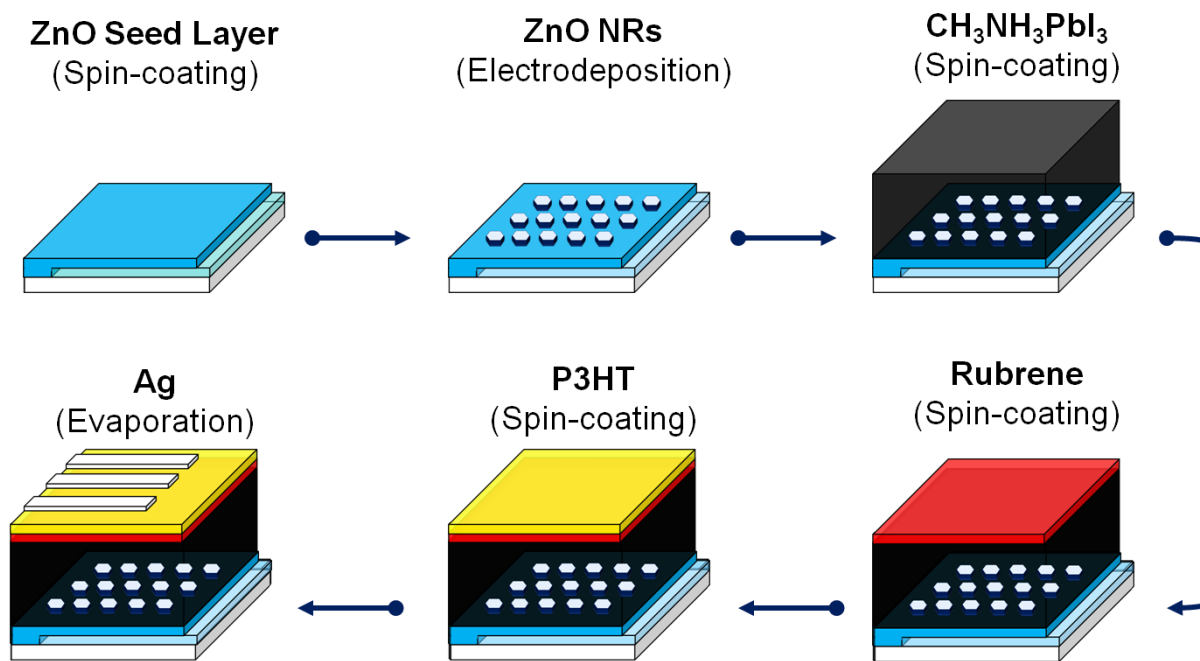 ZnO Seed Layer
(Spin-coating)
ZnO NRs
(Electrodeposition)
CH₃NH₃PbI₃
(Spin-coating)
Ag
(Evaporation)
P3HT
(Spin-coating)
Rubrene
(Spin-coating)